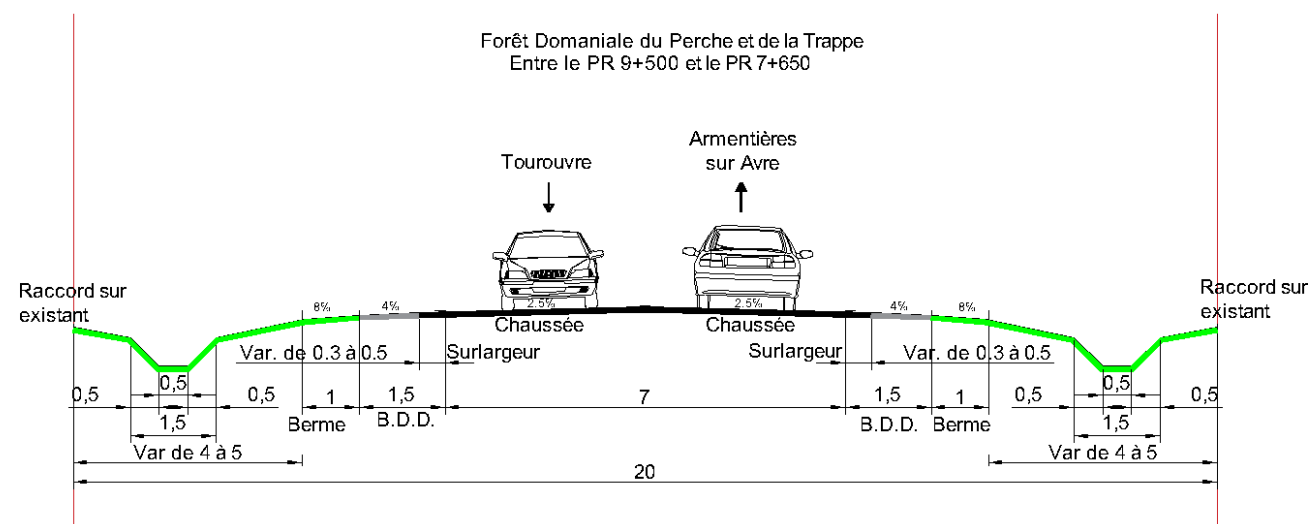 Forêt Domaniale du Perche et de la Trappe
Entre le PR 9+500 et le PR 7+650
Tourouvre
Armentières
sur Avre
Raccord sur
existant
8%
4%
2.5%
2.5%
4%
8%
Raccord sur
existant
Chaussée
Chaussée
Var. de 0.3 à 0.5
Surlargeur
Surlargeur
Var. de 0.3 à 0.5
0,5
0,5
0,5
0,5
1
1,5
7
1,5
1
0,5
0,5
1,5
Berme
B.D.D.
B.D.D.
Berme
1,5
Var de 4 à 5
Var de 4 à 5
20